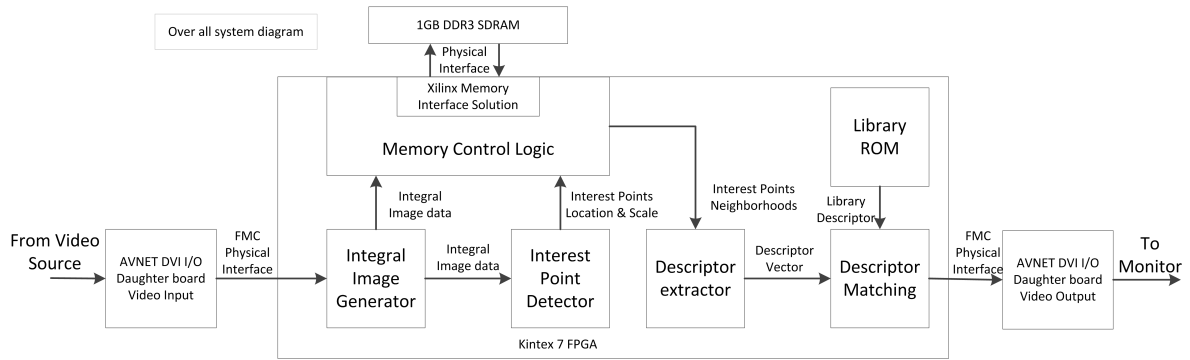 Over all system diagram
1GB DDR3 SDRAM
Physical
Interface
Xilinx Memory
Interface Solution
Memory Control Logic
Library
ROM
Integral
Image data
Interest Points
Location & Scale
Interest Points
Neighborhoods
Library
Descriptor
From Video
Source
AVNET DVI I/O
Daughter board
Video Input
FMC
Physical
Interface
Integral
Image
Generator
Integral
Image data
Interest
Point
Detector
Descriptor
extractor
Descriptor
Vector
Descriptor
Matching
FMC
Physical
Interface
AVNET DVI I/O
Daughter board
Video Output
To
Monitor
Kintex 7 FPGA